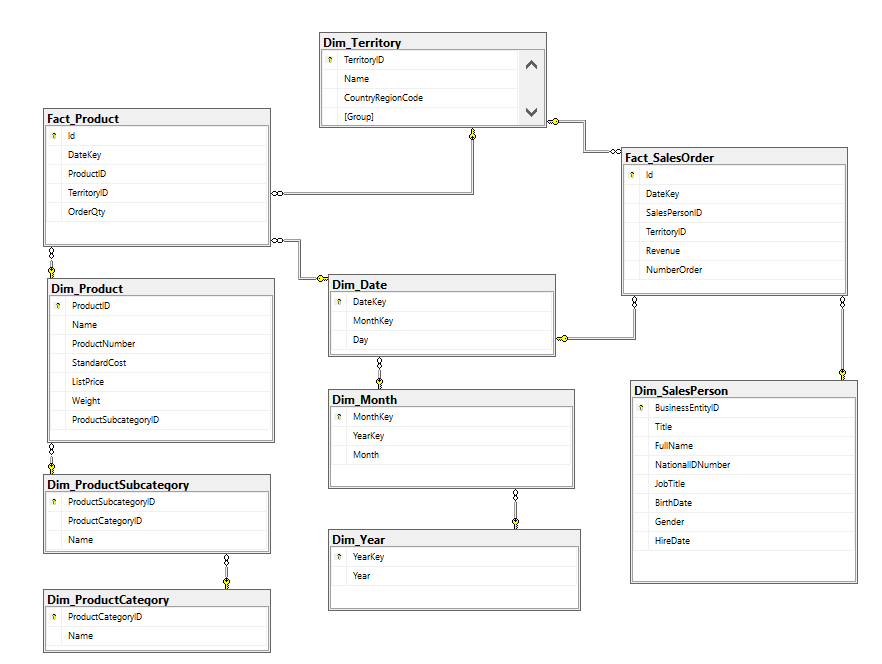 Dim_Territory
TerritoryID
Name
CountryRegionCode
[Group]
Fact_Product
Id
DateKey
ProductID
TerritoryID
OrderQty
Fact_SalesOrder
Id
DateKey
SalesPersonID
TerritoryID
Revenue
NumberOrder
Dim_Product
ProductID
Name
ProductNumber
StandardCost
ListPrice
Weight
ProductSubcategoryID
Dim_Date
DateKey
MonthKey
Day
Dim_Month
MonthKey
YearKey
Month
Dim_SalesPerson
BusinessEntityID
Title
FullName
NationalIDNumber
JobTitle
BirthDate
Gender
HireDate
Dim_ProductSubcategory
ProductSubcategoryID
ProductCategoryID
Name
Dim_Year
YearKey
Year
Dim_ProductCategory
ProductCategoryID
Name